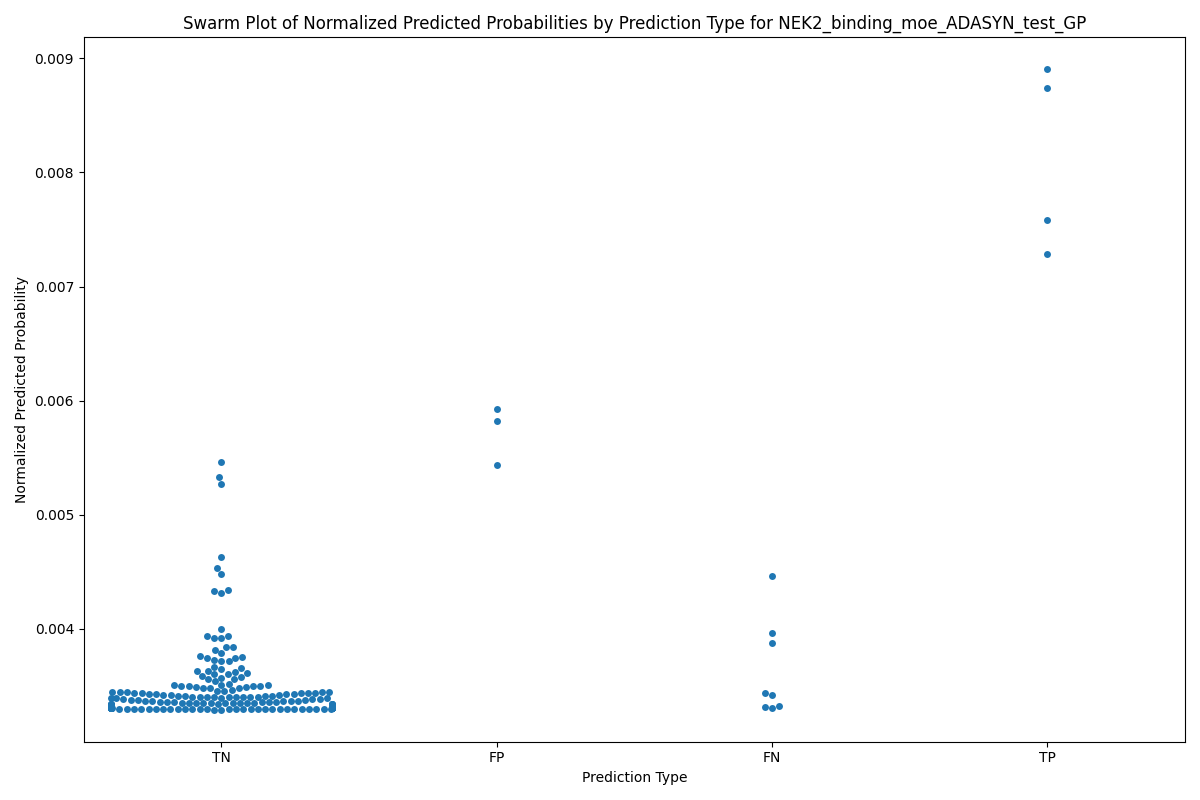 Swarm Plot of Normalized Predicted Probabilities by Prediction Type for NEK2_binding_moe_ADASYN_test_GP
0.009
0.008
0.007
0.006
0.005
0.004
Normalized Predicted Probability
TN FP FN TP
Prediction Type